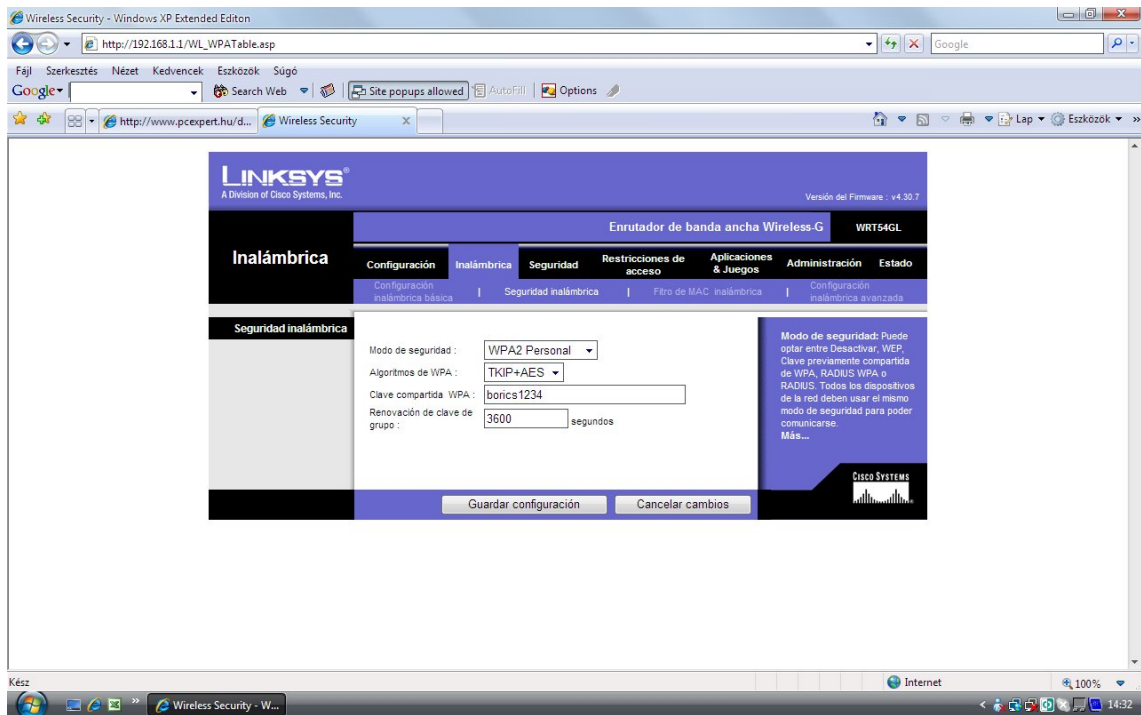 Wireless Security - Windows XP Extended Editon
http://192.168.1.1/WL_WPATable.asp
Google
Fájl Szerkesztés Nézet Kedvencek Eszközök Súgó
Google
Search Web
Site popups allowed
AutoFill
Options
http://www.pcexpert.hu/d...
Wireless Security
Lap
Eszközök
LINKSYS®
A Division of Cisco Systems, Inc.
Versión del Firmware : v4.30.7
Enrutador de banda ancha Wireless-G
WRT54GL
Inalámbrica
Configuración
Inalámbrica
Seguridad
Restricciones de
acceso
Aplicaciones
& Juegos
Administración
Estado
Configuración
inalámbrica básica
|
Seguridad inalámbrica
|
Fitro de MAC inalámbrica
|
Configuración
inalámbrica avanzada
Seguridad inalámbrica
Modo de seguridad : WPA2 Personal
Algoritmos de WPA : TKIP+AES
Clave compartida WPA : borics1234
Renovación de clave de
grupo : 3600 segundos
Modo de seguridad: Puede
optar entre Desactivar, WEP,
Clave previamente compartida
de WPA, RADIUS WPA o
RADIUS. Todos los dispositivos
de la red deben usar el mismo
modo de seguridad para poder
comunicarse.
Más...
CISCO SYSTEMS
Guardar configuración
Cancelar cambios
Kész
Internet
100%
Wireless Security - W...
14:32